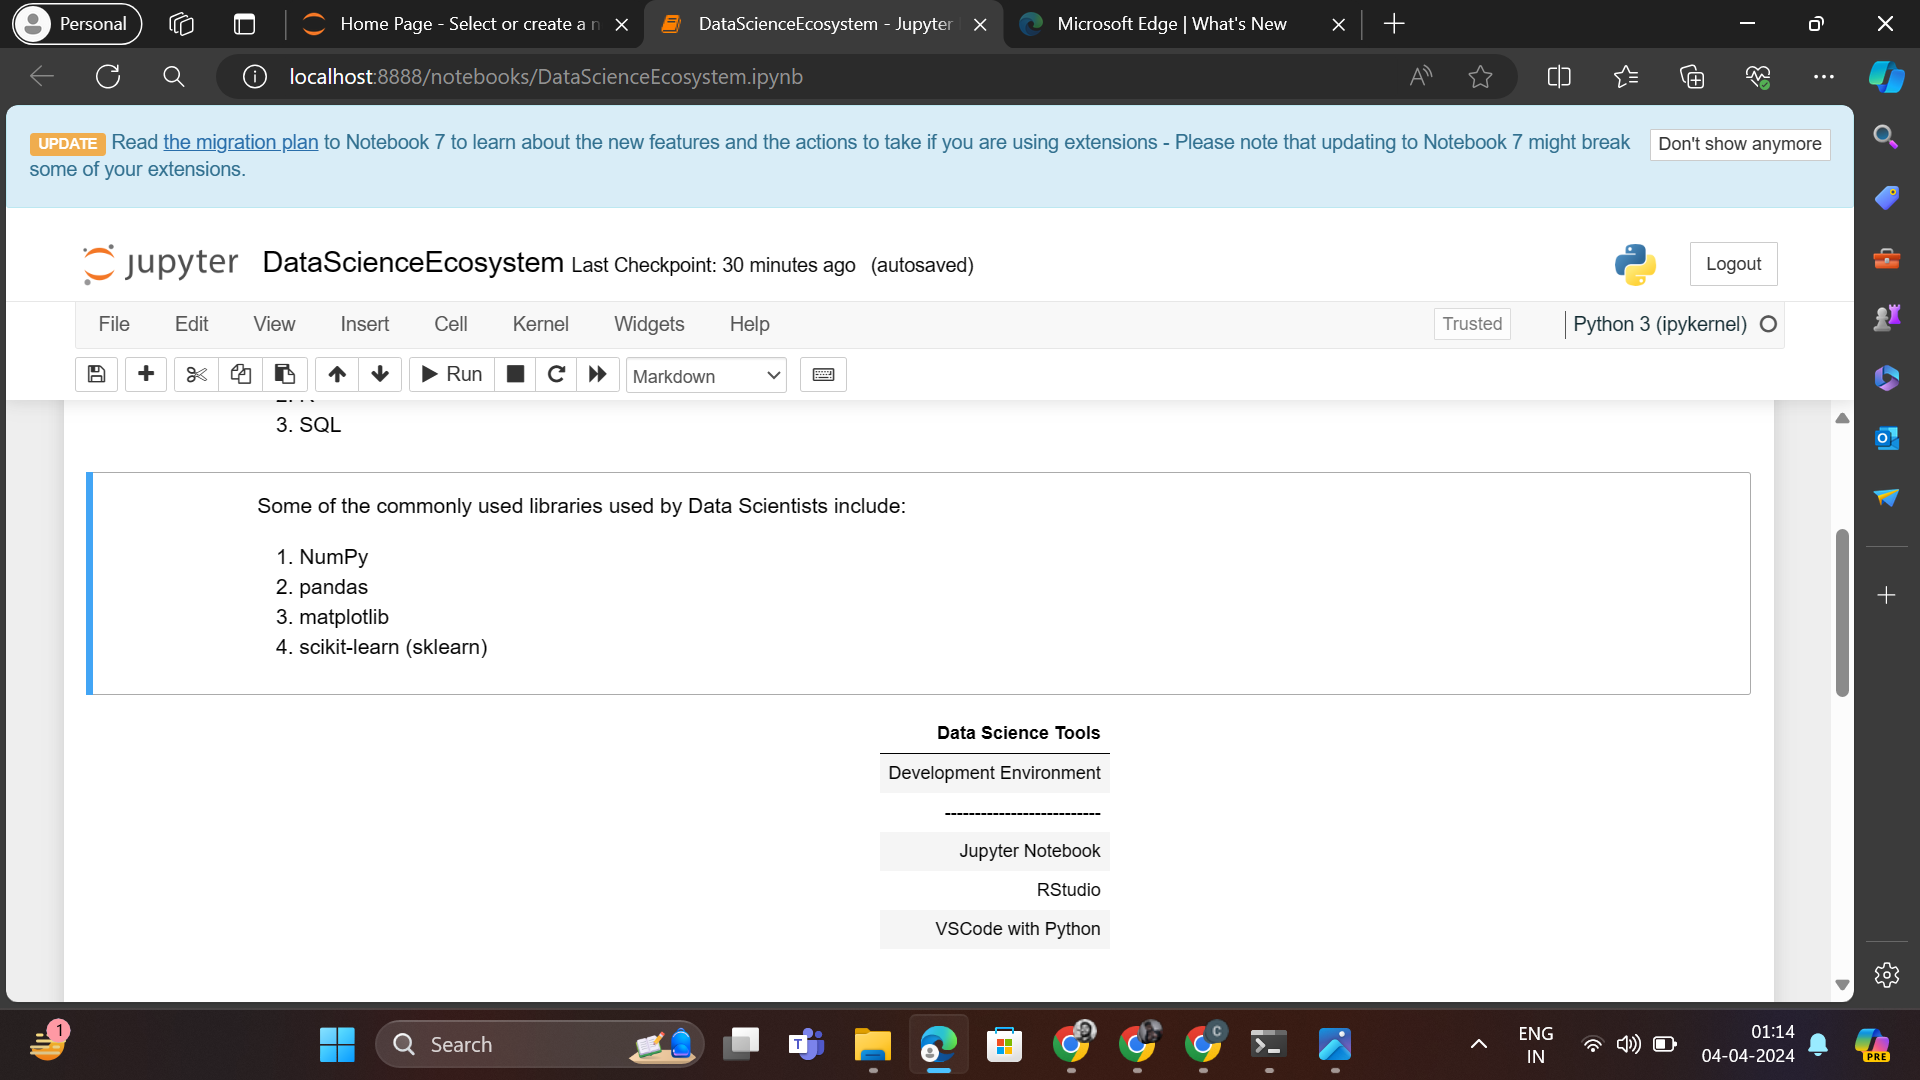 Personal
Home Page - Select or create a n
DataScienceEcosystem - Jupyter
Microsoft Edge | What's New
localhost:8888/notebooks/DataScienceEcosystem.ipynb
UPDATE Read the migration plan to Notebook 7 to learn about the new features and the actions to take if you are using extensions - Please note that updating to Notebook 7 might break
some of your extensions.
Don't show anymore
jupyter DataScienceEcosystem Last Checkpoint: 30 minutes ago (autosaved)
Logout
File Edit View Insert Cell Kernel Widgets Help
Trusted Python 3 (ipykernel)
Run Markdown
3. SQL
Some of the commonly used libraries used by Data Scientists include:
1. NumPy
2. pandas
3. matplotlib
4. scikit-learn (sklearn)
Data Science Tools
Development Environment
--------------------------
Jupyter Notebook
RStudio
VSCode with Python
1
Search
C
ENG
IN
01:14
04-04-2024
PRE